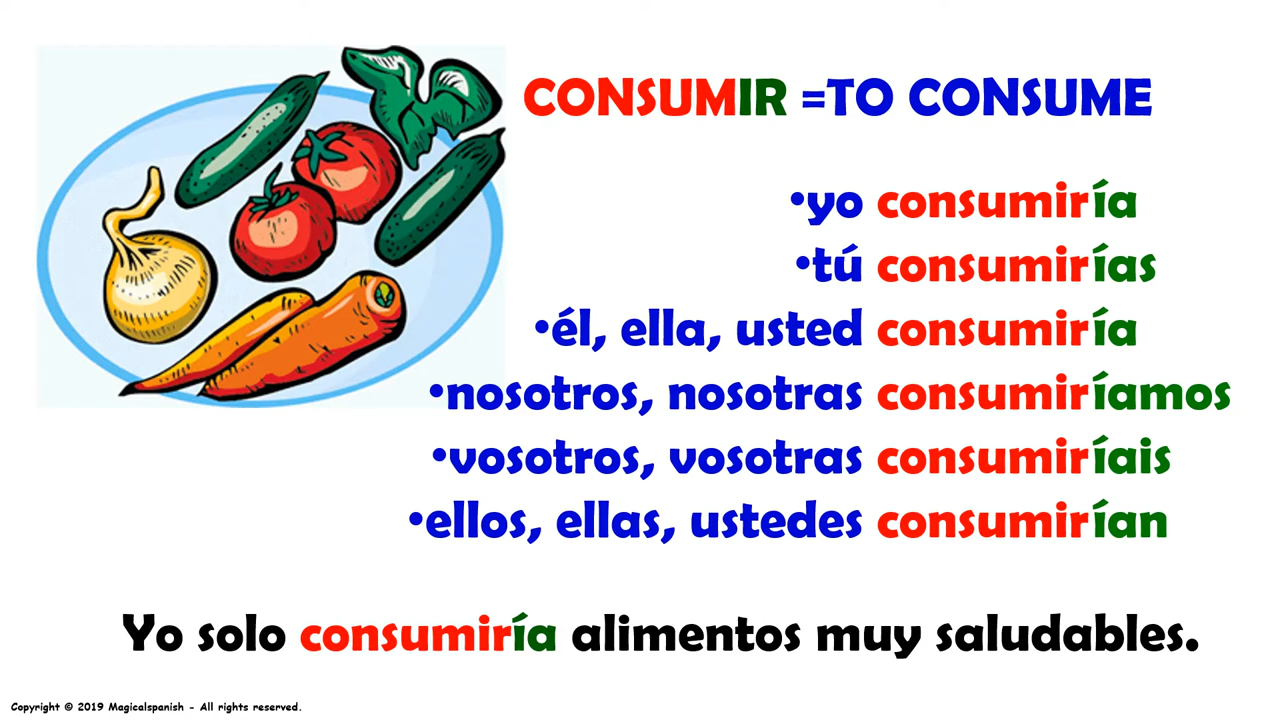 CONSUMIR =TO CONSUME
•yo consumiría
•tú consumirías
•él, ella, usted consumiría
•nosotros, nosotras consumiríamos
•vosotros, vosotras consumiríais
•ellos, ellas, ustedes consumirían
Yo solo consumiría alimentos muy saludables.
Copyright © 2019 Magicalspanish - All rights reserved.